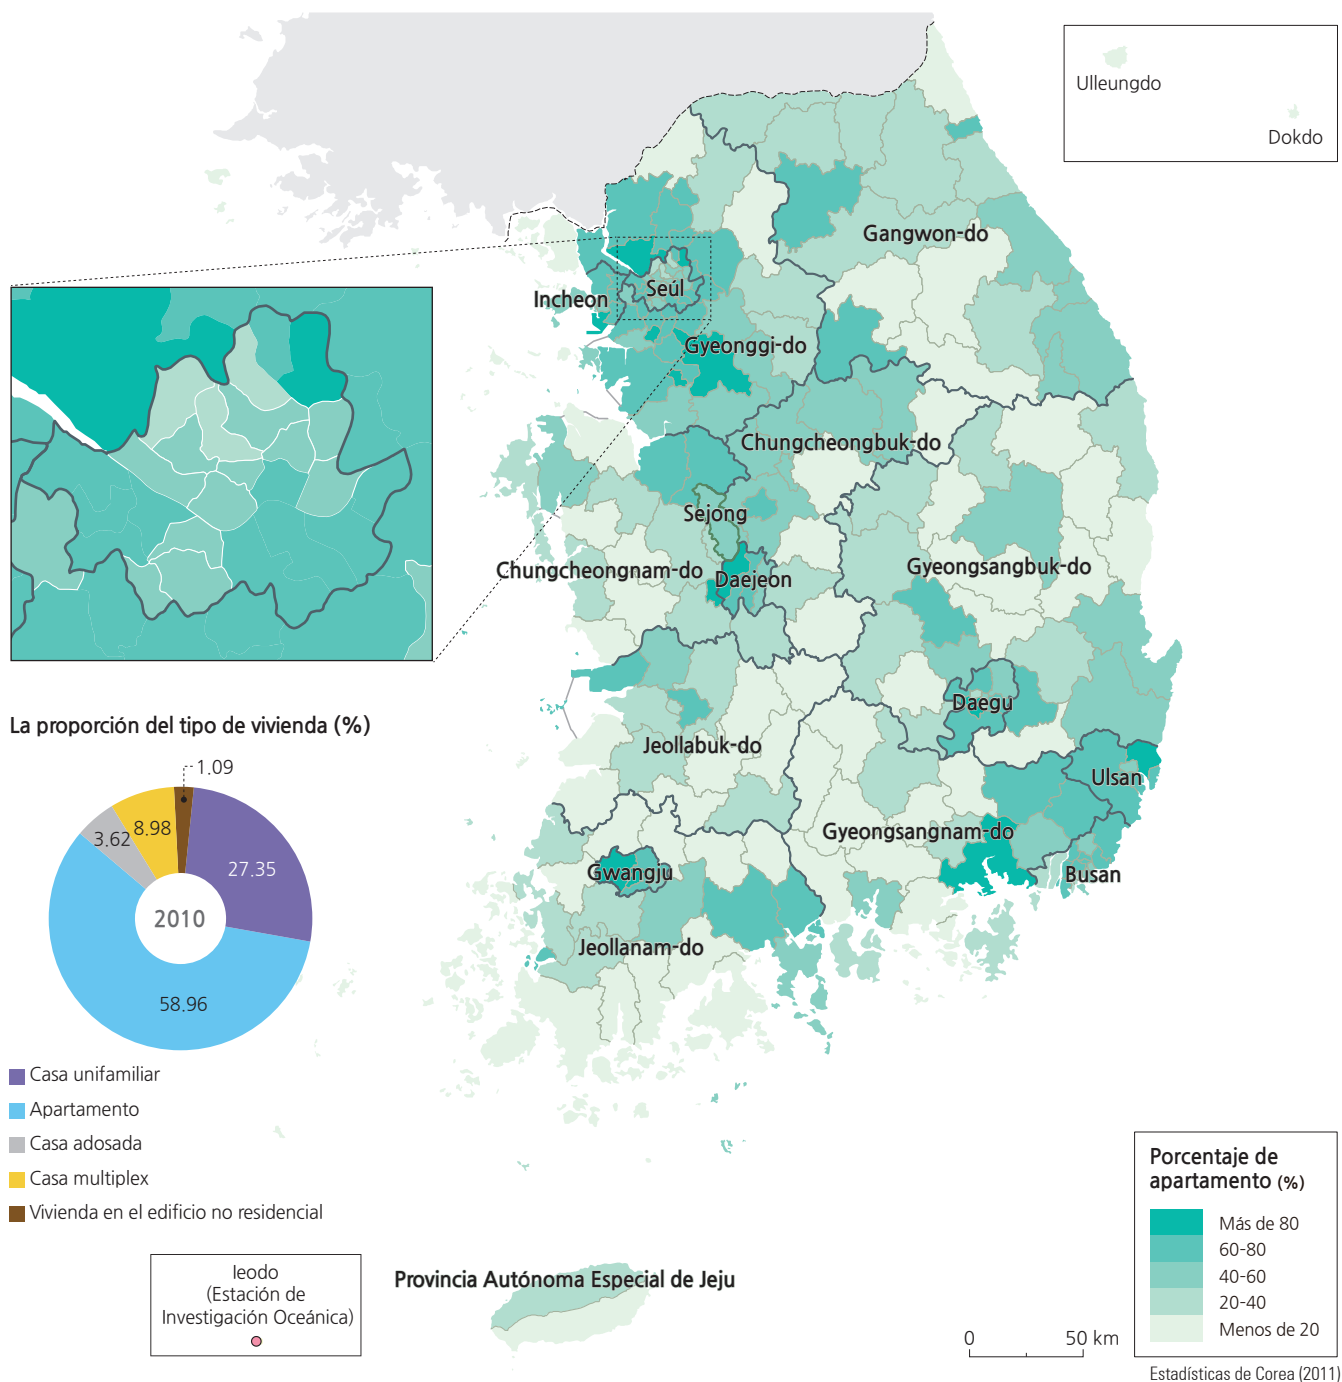 Ulleungdo
Dokdo
Gangwon-do
Incheon
Seúl
Gyeonggi-do
Chungcheongbuk-do
Sejong
Chungcheongnam-do
Daejeon
Gyeongsangbuk-do
Daegu
Jeollabuk-do
Ulsan
Gyeongsangnam-do
Gwangju
Busan
Jeollanam-do
La proporción del tipo de vivienda (%)
1.09
8.98
3.62
27.35
2010
58.96
Casa unifamiliar
Apartamento
Casa adosada
Casa multiplex
Vivienda en el edificio no residencial
Ieodo
(Estación de
Investigación Oceánica)
Provincia Autónoma Especial de Jeju
0 50 km
Porcentaje de
apartamento (%)
Más de 80
60-80
40-60
20-40
Menos de 20
Estadísticas de Corea (2011)